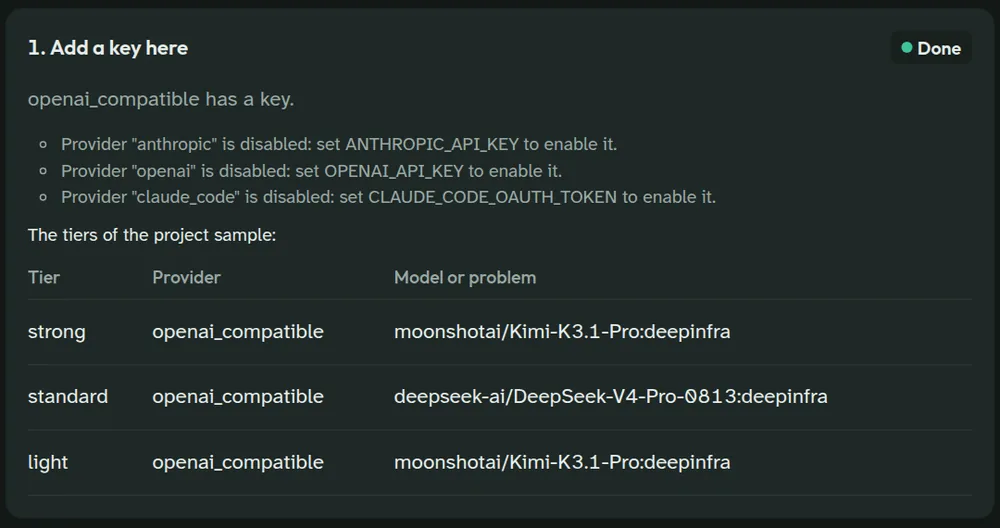 1. Add a key here
Done
openai_compatible has a key.
Provider "anthropic" is disabled: set ANTHROPIC_API_KEY to enable it.
Provider "openai" is disabled: set OPENAI_API_KEY to enable it.
Provider "claude_code" is disabled: set CLAUDE_CODE_OAUTH_TOKEN to enable it.
The tiers of the project sample:
Tier Provider Model or problem
strong openai_compatible moonshotai/Kimi-K3.1-Pro:deepinfra
standard openai_compatible deepseek-ai/DeepSeek-V4-Pro-0813:deepinfra
light openai_compatible moonshotai/Kimi-K3.1-Pro:deepinfra